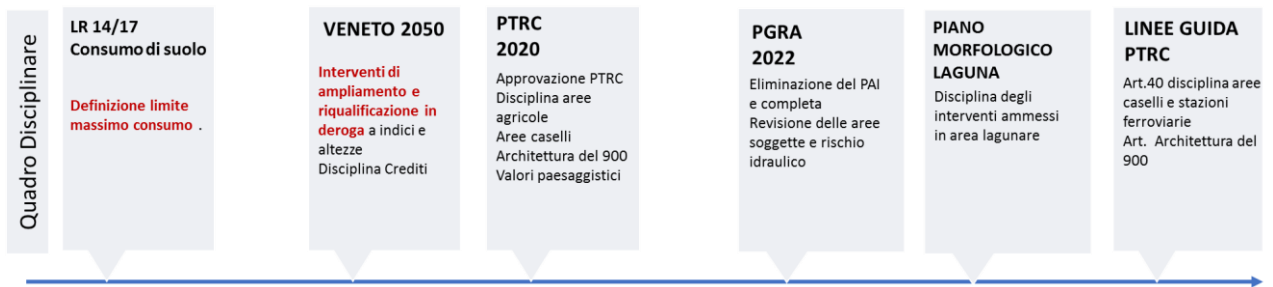 Quadro Disciplinare
LR 14/17
Consumo di suolo
Definizione limite
massimo consumo .
VENETO 2050
Interventi di
ampliamento e
riqualificazione in
deroga a indici e
altezze
Disciplina Crediti
PTRC
2020
Approvazione PTRC
Disciplina aree
agricole
Aree caselli
Architettura del 900
Valori paesaggistici
PGRA
2022
Eliminazione del PAI
e completa
Revisione delle aree
soggette e rischio
idraulico
PIANO
MORFOLOGICO
LAGUNA
Disciplina degli
interventi ammessi
in area lagunare
LINEE GUIDA
PTRC
Art.40 disciplina aree
caselli e stazioni
ferroviarie
Art. Architettura del
900